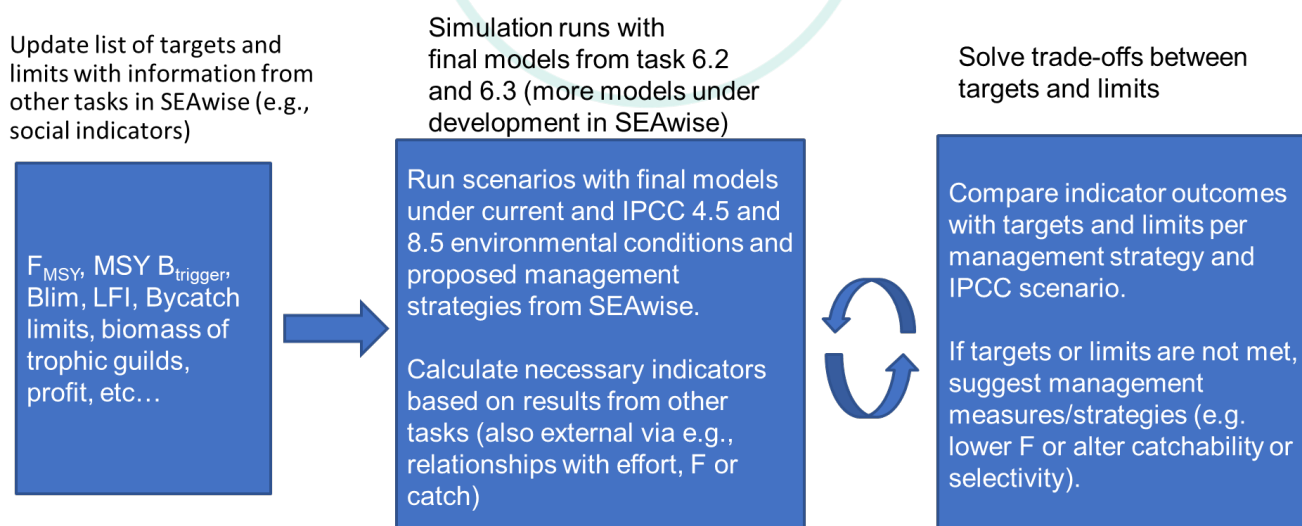 Update list of targets and
limits with information from
other tasks in SEAwise (e.g.,
social indicators)
F_MSY, MSY B_trigger,
Blim, LFI, Bycatch
limits, biomass of
trophic guilds,
profit, etc…
Simulation runs with
final models from task 6.2
and 6.3 (more models under
development in SEAwise)
Run scenarios with final models
under current and IPCC 4.5 and
8.5 environmental conditions and
proposed management
strategies from SEAwise.
Calculate necessary indicators
based on results from other
tasks (also external via e.g.,
relationships with effort, F or
catch)
Solve trade-offs between
targets and limits
Compare indicator outcomes
with targets and limits per
management strategy and
IPCC scenario.
If targets or limits are not met,
suggest management
measures/strategies (e.g.
lower F or alter catchability or
selectivity).